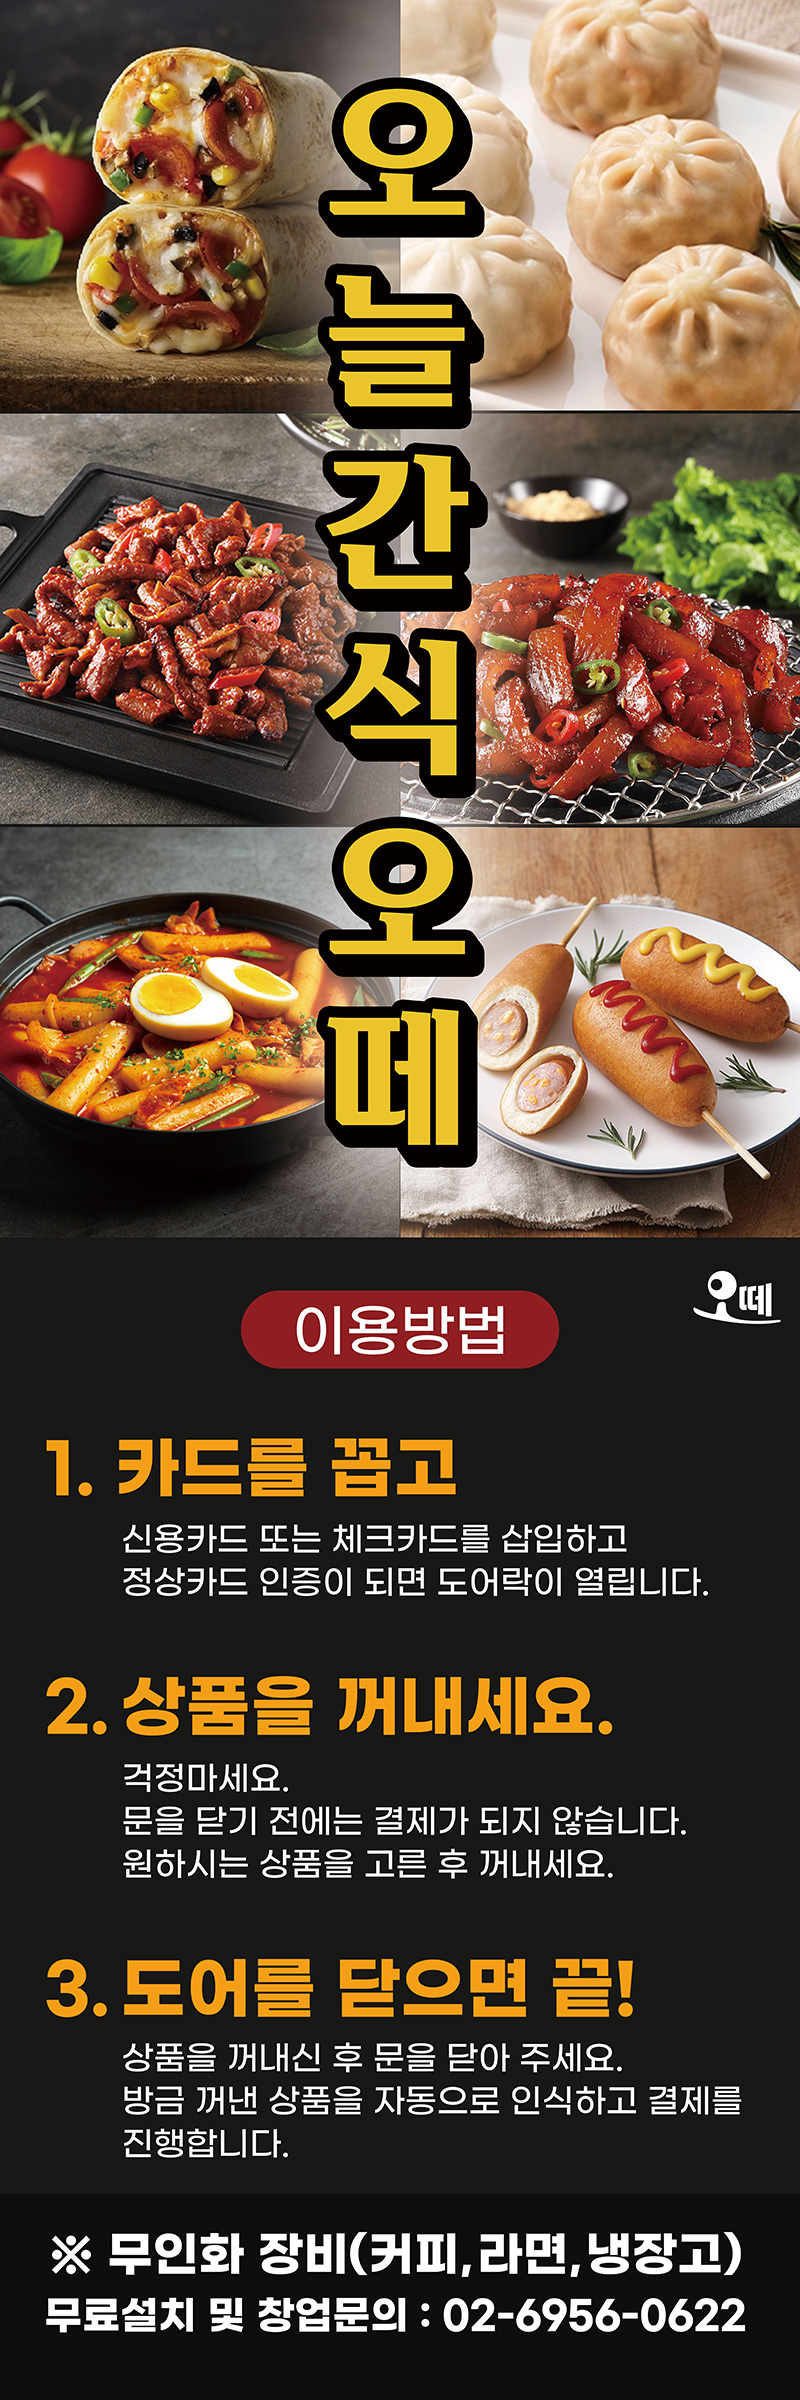 오늘간식오떼
오떼
이용방법
1. 카드를 꼽고
신용카드 또는 체크카드를 삽입하고
정상카드 인증이 되면 도어락이 열립니다.
2. 상품을 꺼내세요.
걱정마세요.
문을 닫기 전에는 결제가 되지 않습니다.
원하시는 상품을 고른 후 꺼내세요.
3. 도어를 닫으면 끝!
상품을 꺼내신 후 문을 닫아 주세요.
방금 꺼낸 상품을 자동으로 인식하고 결제를
진행합니다.
※ 무인화 장비(커피,라면,냉장고)
무료설치 및 창업문의 : 02-6956-0622